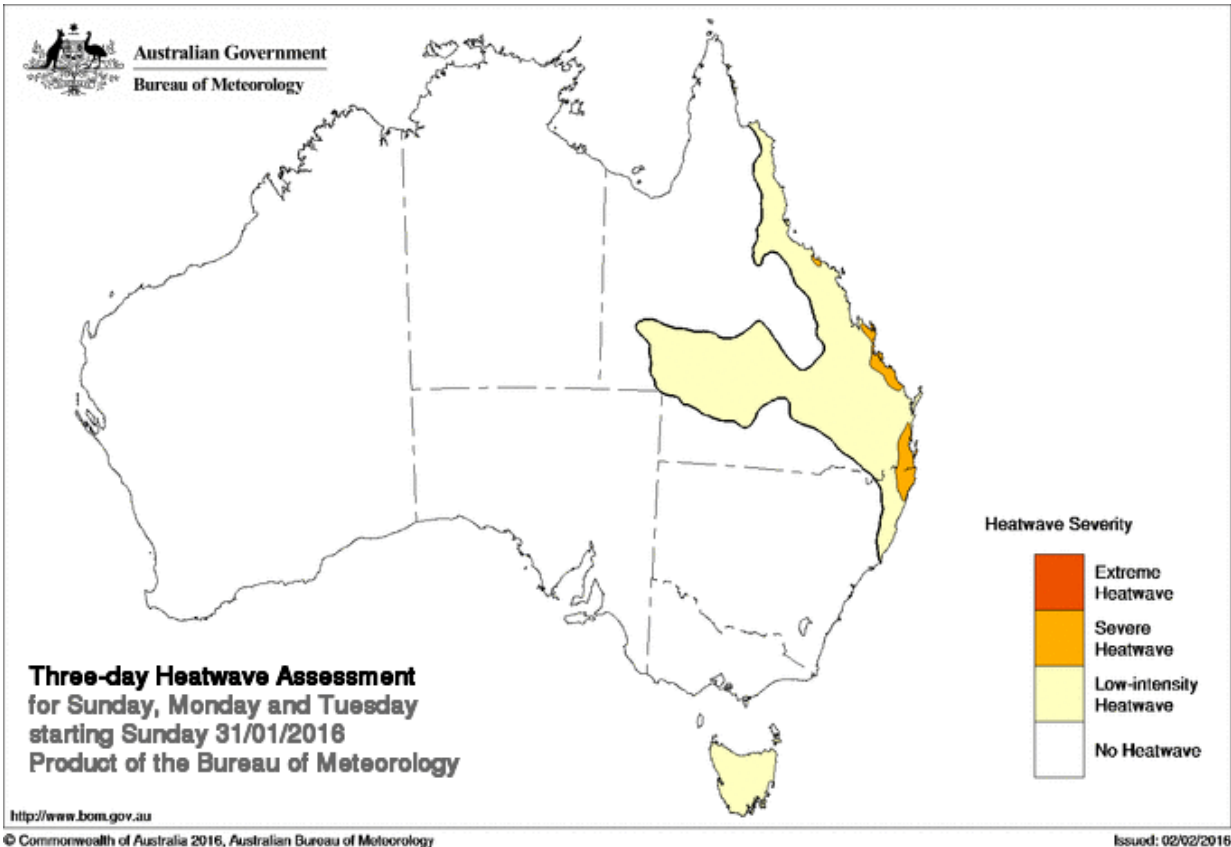 Australian Government
Bureau of Meteorology
Heatwave Severity
Extreme
Heatwave
Severe
Heatwave
Low-intensity
Heatwave
No Heatwave
Three-day Heatwave Assessment
for Sunday, Monday and Tuesday
starting Sunday 31/01/2016
Product of the Bureau of Meteorology
http://www.bom.gov.au
© Commonwealth of Australia 2016, Australian Bureau of Meteorology
Issued: 02/02/2016